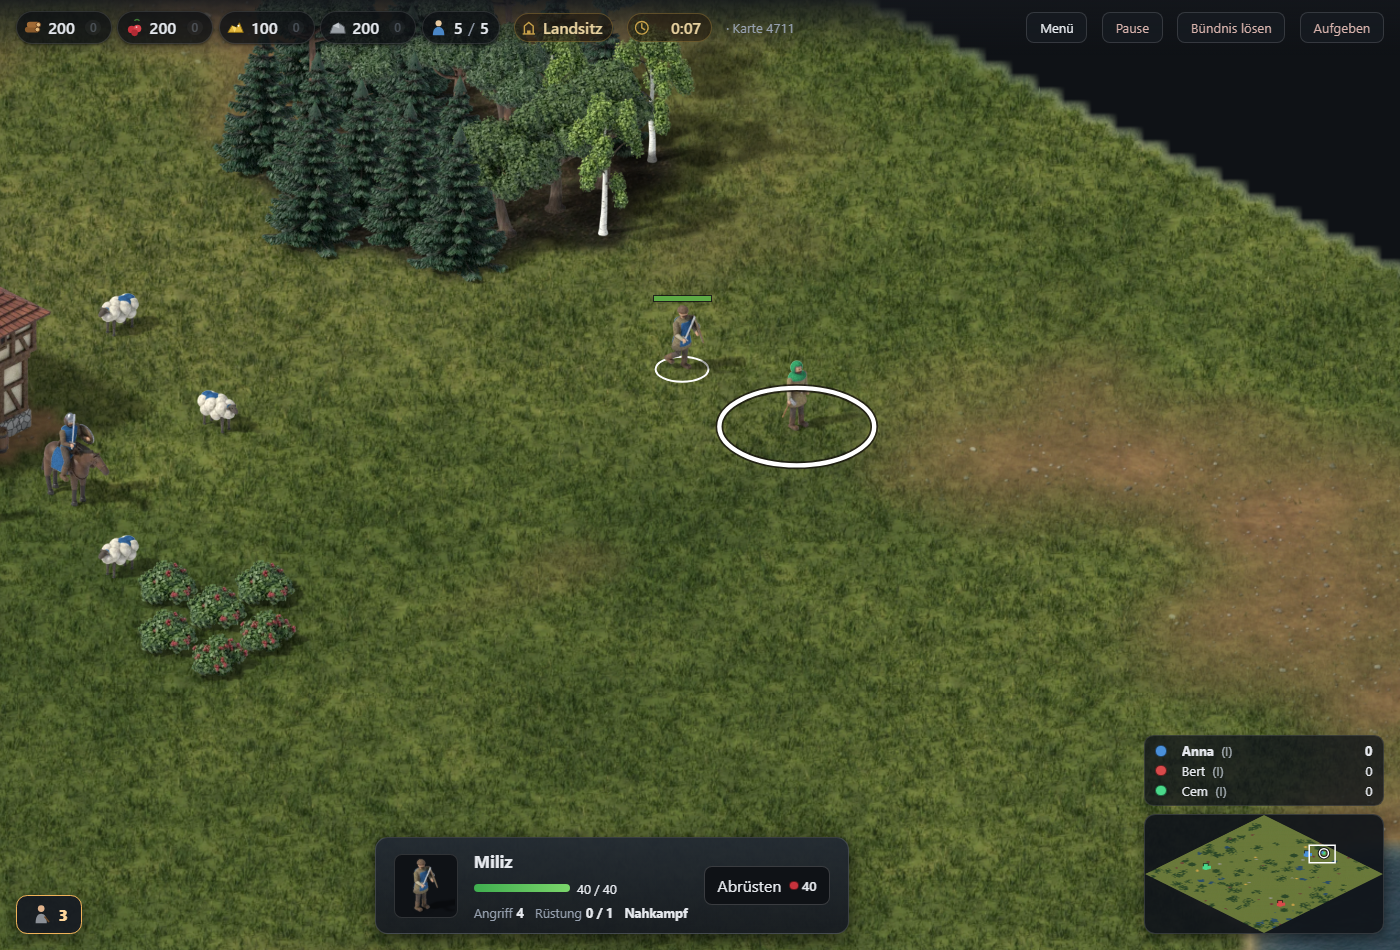 200 0 200 0 100 0 200 0 5 / 5 Landsitz 0:07 · Karte 4711 Menü Pause Bündnis lösen Aufgeben
Anna (I) 0
Bert (I) 0
Cem (I) 0
Miliz
40 / 40
Angriff 4 Rüstung 0 / 1 Nahkampf
Abrüsten 40
3